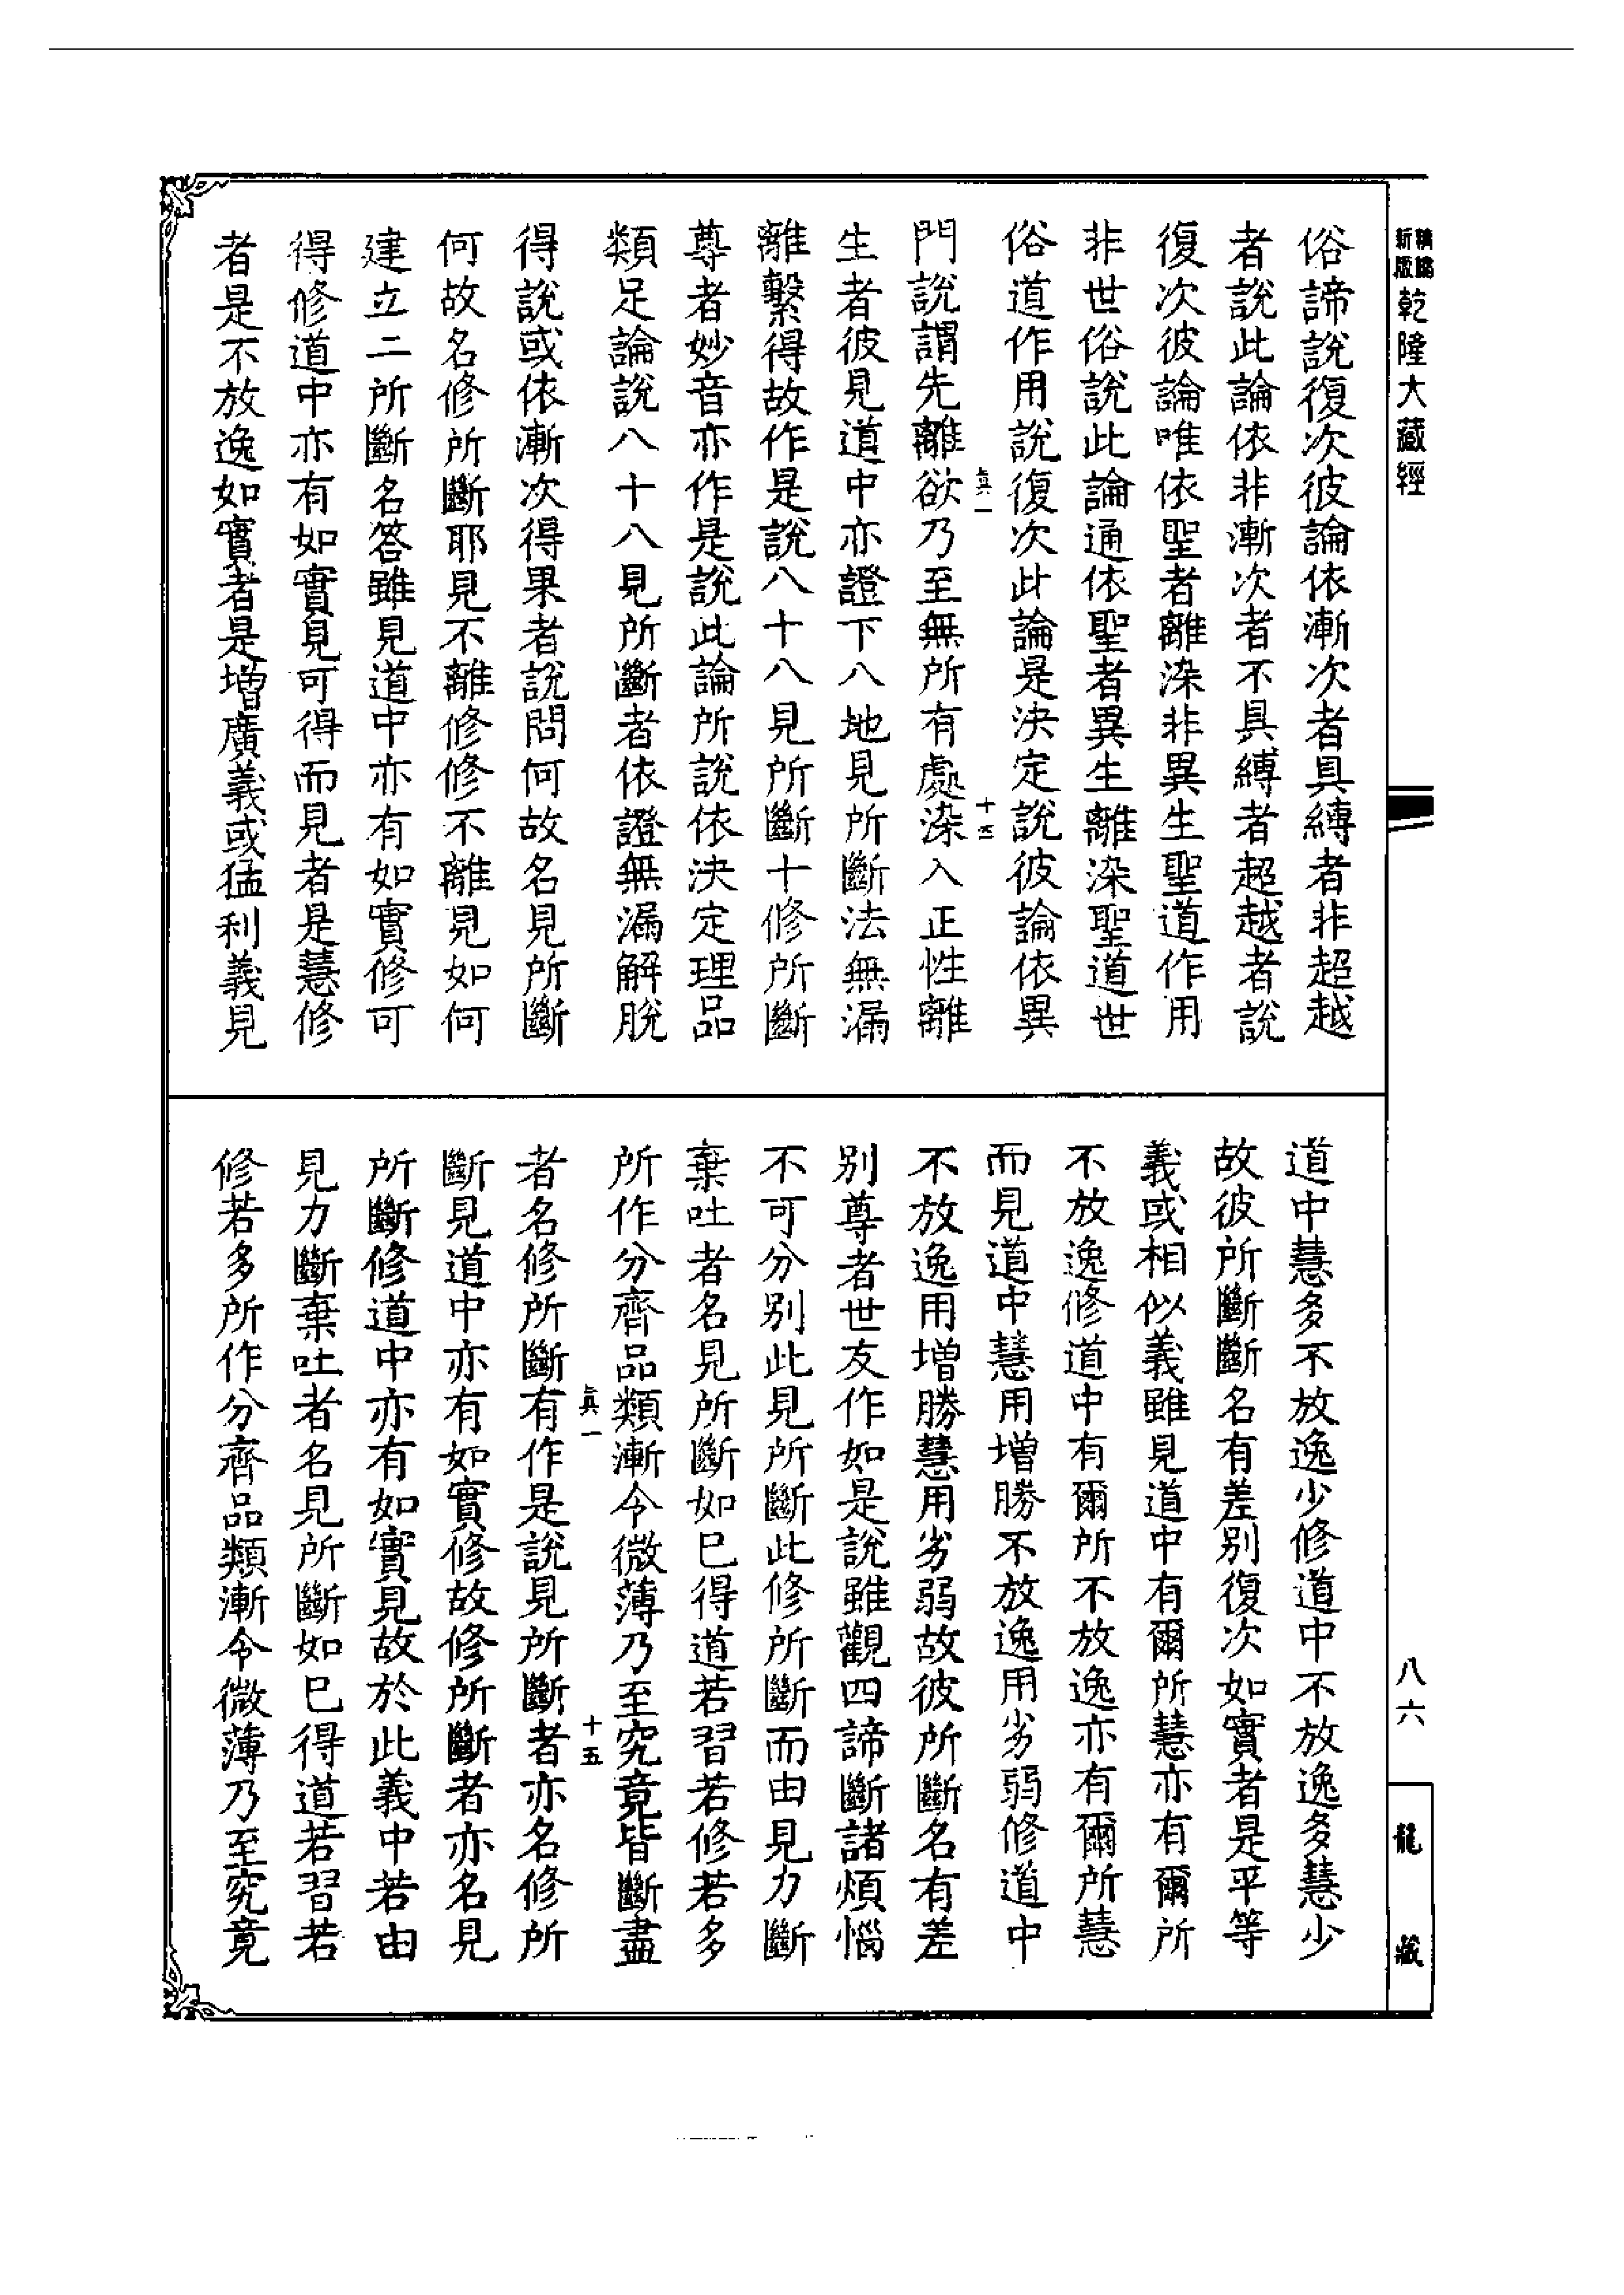 新版
乾隆大藏經
八六
龍藏
俗諦說復次彼論依漸次者具縛者非超越
者說此論依非漸次者不具縛者超越者說
復次彼論唯依聖者離染非異生聖道作用
非世俗說此論通依聖者異生離染聖道世
俗道作用說復次此論是決定說彼論依異
門說謂先離欲乃至無所有處染入正性離
真一
十四
生者彼見道中亦證下八地見所斷法無漏
離繫得故作是說八十八見所斷十修所斷
尊者妙音亦作是說此論所說依決定理品
類足論說八十八見所斷者依證無漏解脫
得說或依漸次得果者說問何故名見所斷
何故名修所斷耶見不離修修不離見如何
建立二所斷名答雖見道中亦有如實修可
得修道中亦有如實見可得而見者是慧修
者是不放逸如實者是增廣義或猛利義見
道中慧多不放逸少修道中不放逸多慧少
故彼所斷斷名有差別復次如實者是平等
義或相似義雖見道中有爾所慧亦有爾所
不放逸修道中有爾所不放逸亦有爾所慧
而見道中慧用增勝不放逸用劣弱修道中
不放逸用增勝慧用劣弱故彼所斷名有差
別尊者世友作如是說雖觀四諦斷諸煩惱
不可分別此見所斷此修所斷而由見力斷
棄吐者名見所斷如已得道若習若修若多
所作分齊品類漸令微薄乃至究竟皆斷盡
真一
十五
者名修所斷有作是說見所斷者亦名修所
斷見道中亦有如實修故修所斷者亦名見
所斷修道中亦有如實見故於此義中若由
見力斷棄吐者名見所斷如已得道若習若
修若多所作分齊品類漸令微薄乃至究竟